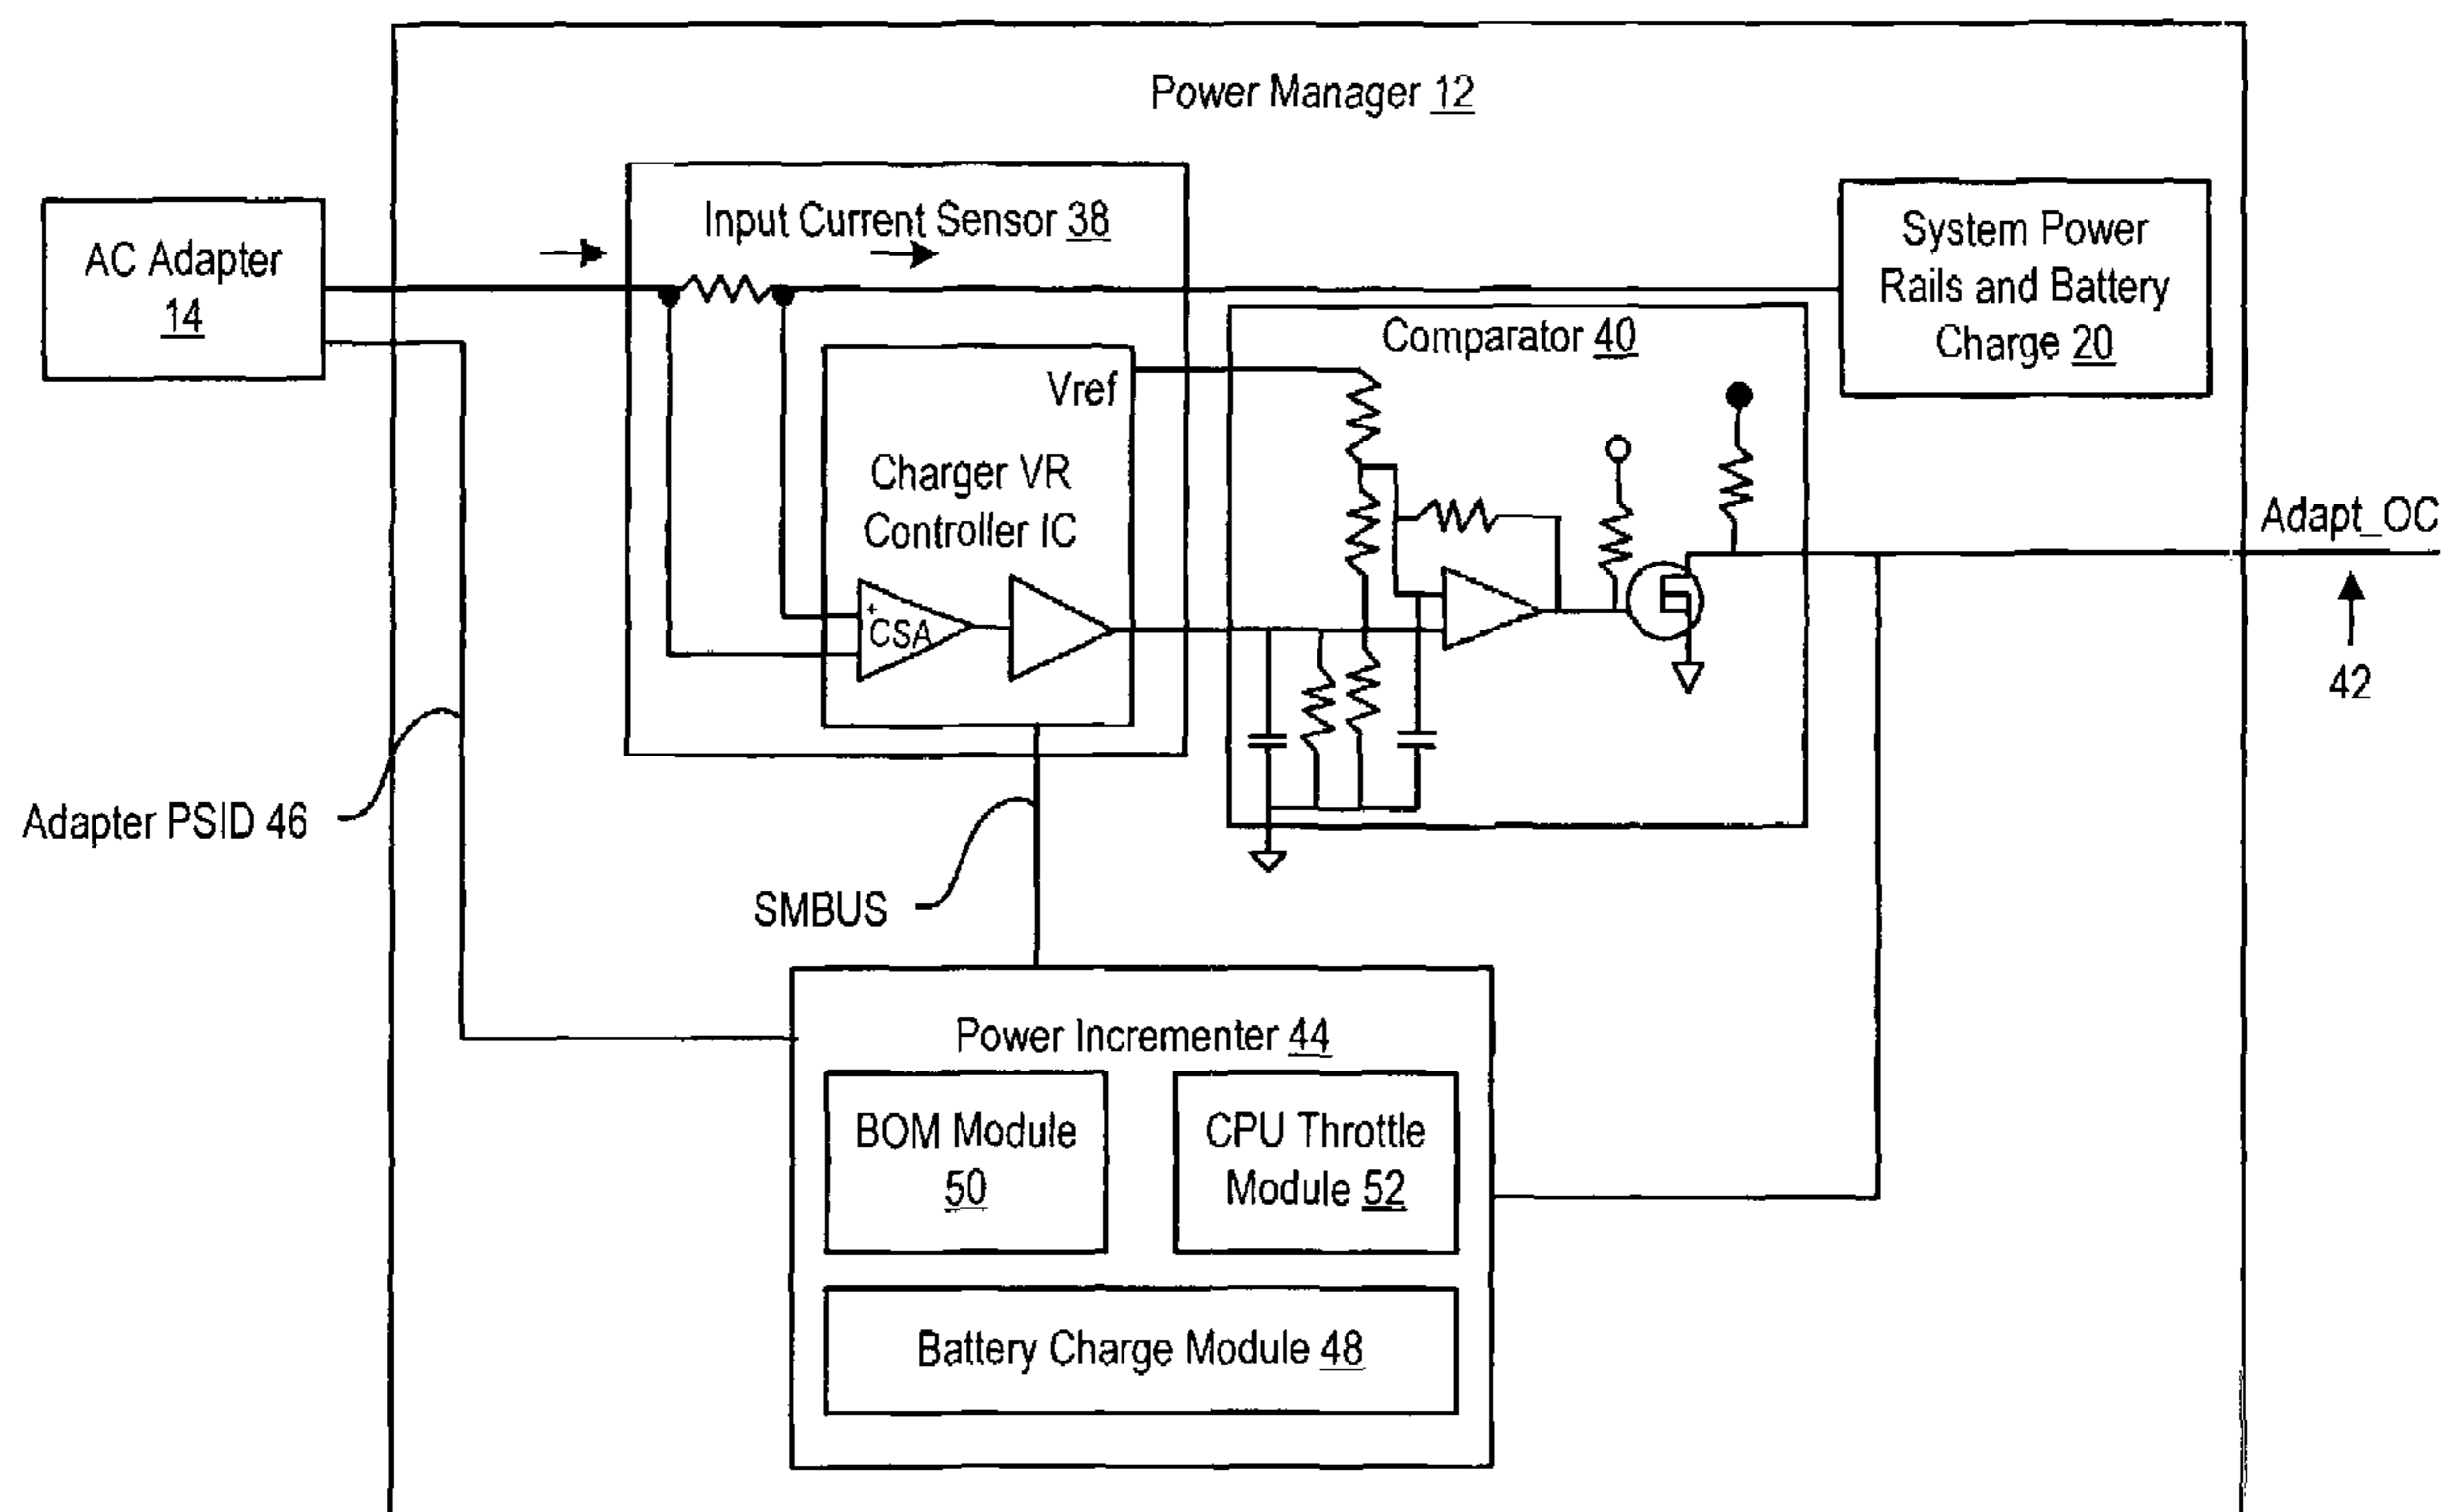 Power Manager 12
AC Adapter
14
Input Current Sensor 38
System Power
Rails and Battery
Charge 20
Comparator 40
Vref
Charger VR
Controller IC
+
CSA
Adapt_OC
42
Adapter PSID 46
SMBUS
Power Incrementer 44
BOM Module
50
CPU Throttle
Module 52
Battery Charge Module 48